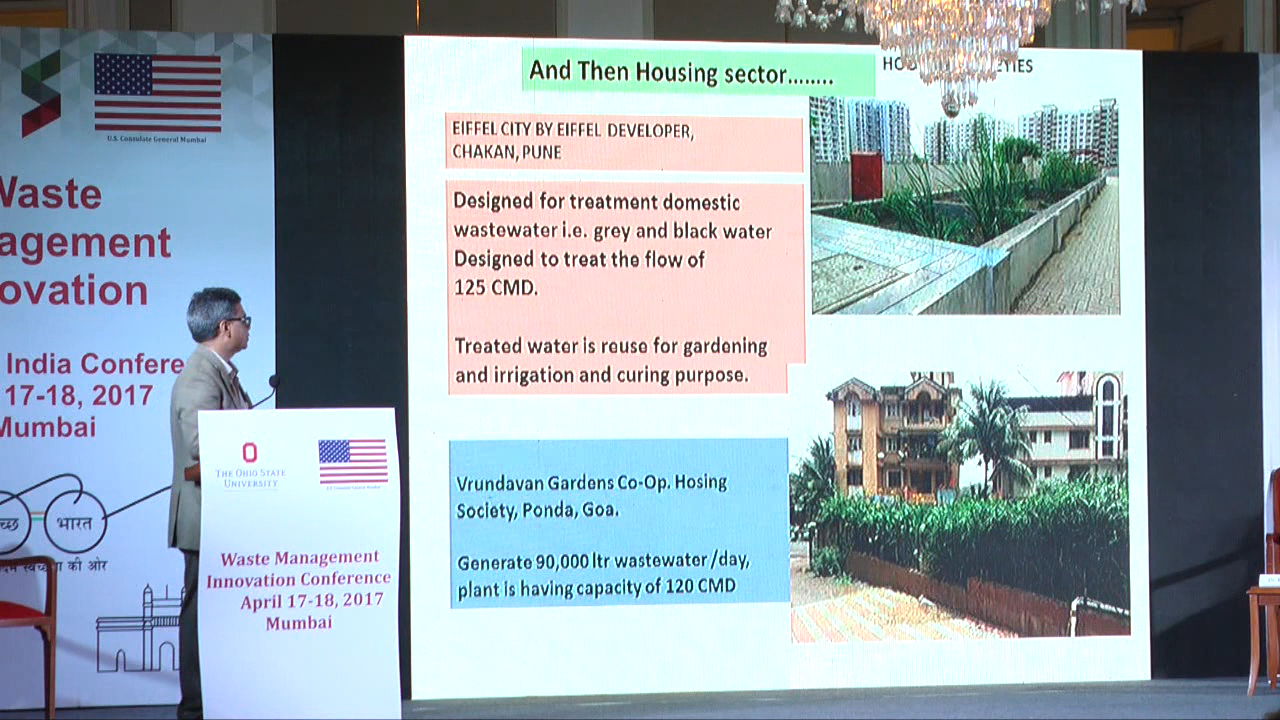 U.S. Consulate General Mumbai
Waste
agement
ovation
India Confere
17-18, 2017
Mumbai
भारत
की ओर
And Then Housing sector........
EIFFEL CITY BY EIFFEL DEVELOPER,
CHAKAN, PUNE
Designed for treatment domestic
wastewater i.e. grey and black water
Designed to treat the flow of
125 CMD.
Treated water is reuse for gardening
and irrigation and curing purpose.
Vrundavan Gardens Co-Op. Hosing
Society, Ponda, Goa.
Generate 90,000 ltr wastewater /day,
plant is having capacity of 120 CMD
THE OHIO STATE
UNIVERSITY
Waste Management
Innovation Conference
April 17-18, 2017
Mumbai